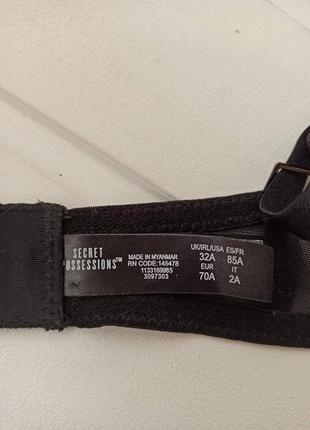 SECRET
POSSESSIONS™
MADE IN MYANMAR
RN CODE:145478
1133169985
3097303
UK/IRL/USA ES/FR
32A 85A
EUR IT
70A 2A